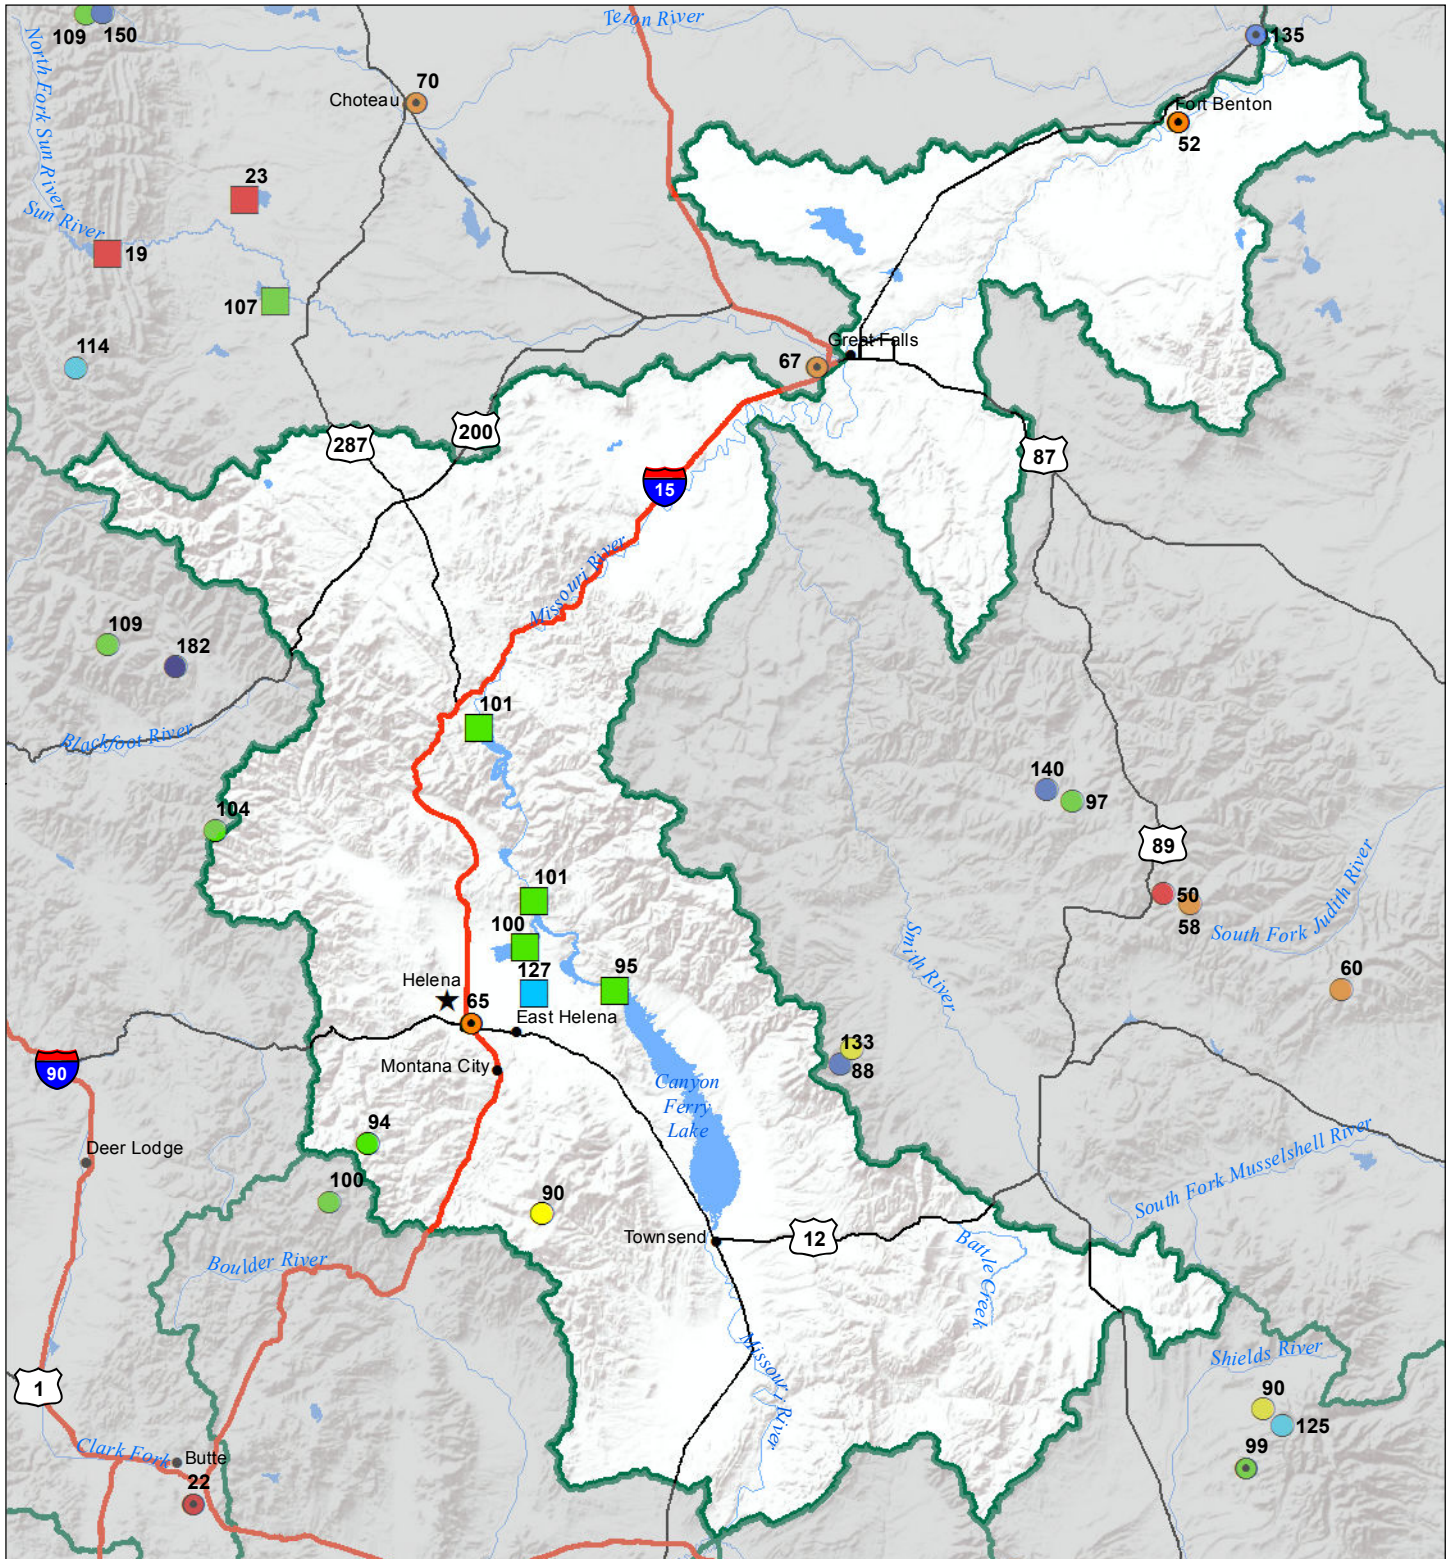 109
150
North Fork Sun River
Teton River
135
70
Choteau
Fort Benton
52
23
Sun River
19
107
114
67
Great Falls
287
200
87
15
Missouri River
109
182
101
Blackfoot River
140
97
104
89
101
50
58
South Fork Judith River
Smith River
100
127
95
60
Helena
65
East Helena
133
88
90
Montana City
Canyon
Ferry
Lake
94
Deer Lodge
South Fork Musselshell River
100
90
Townsend
12
Battle Creek
Boulder River
Missouri River
Shields River
1
90
125
Clark Fork
Butte
99
22